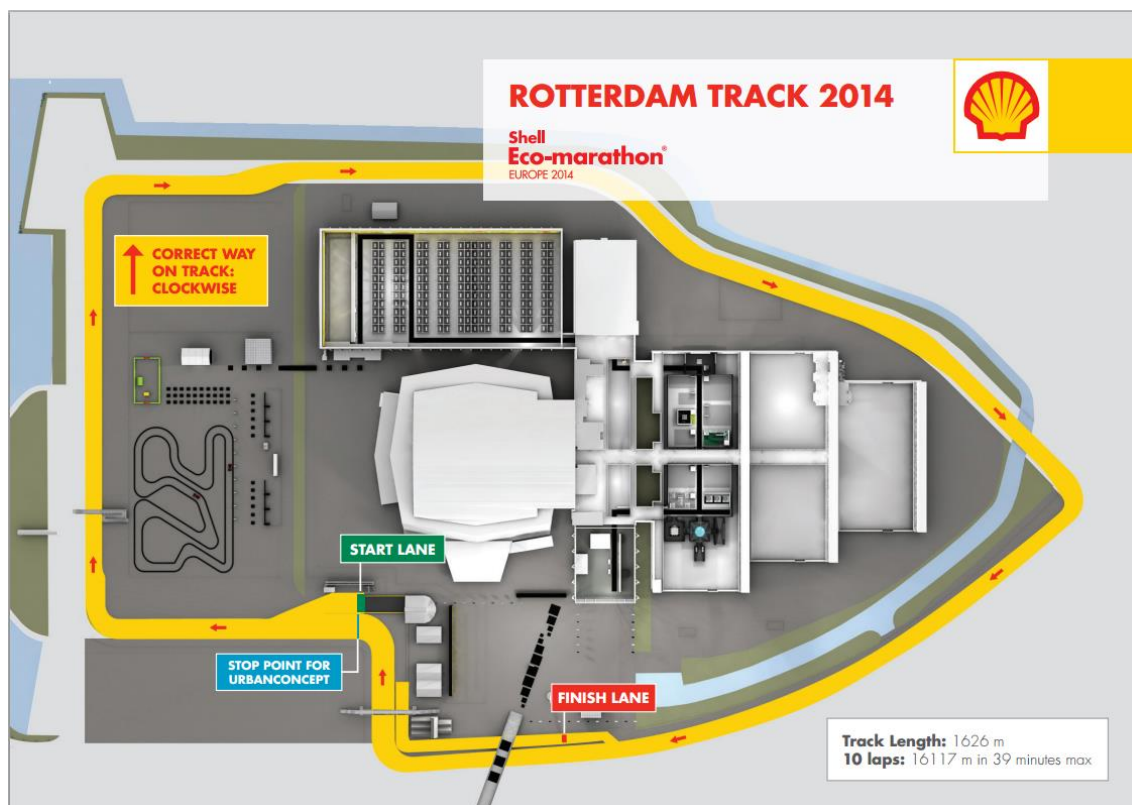 ROTTERDAM TRACK 2014
Shell
Eco-marathon®
EUROPE 2014
CORRECT WAY
ON TRACK:
CLOCKWISE
START LANE
STOP POINT FOR
URBANCONCEPT
FINISH LANE
Track Length: 1626 m
10 laps: 16117 m in 39 minutes max